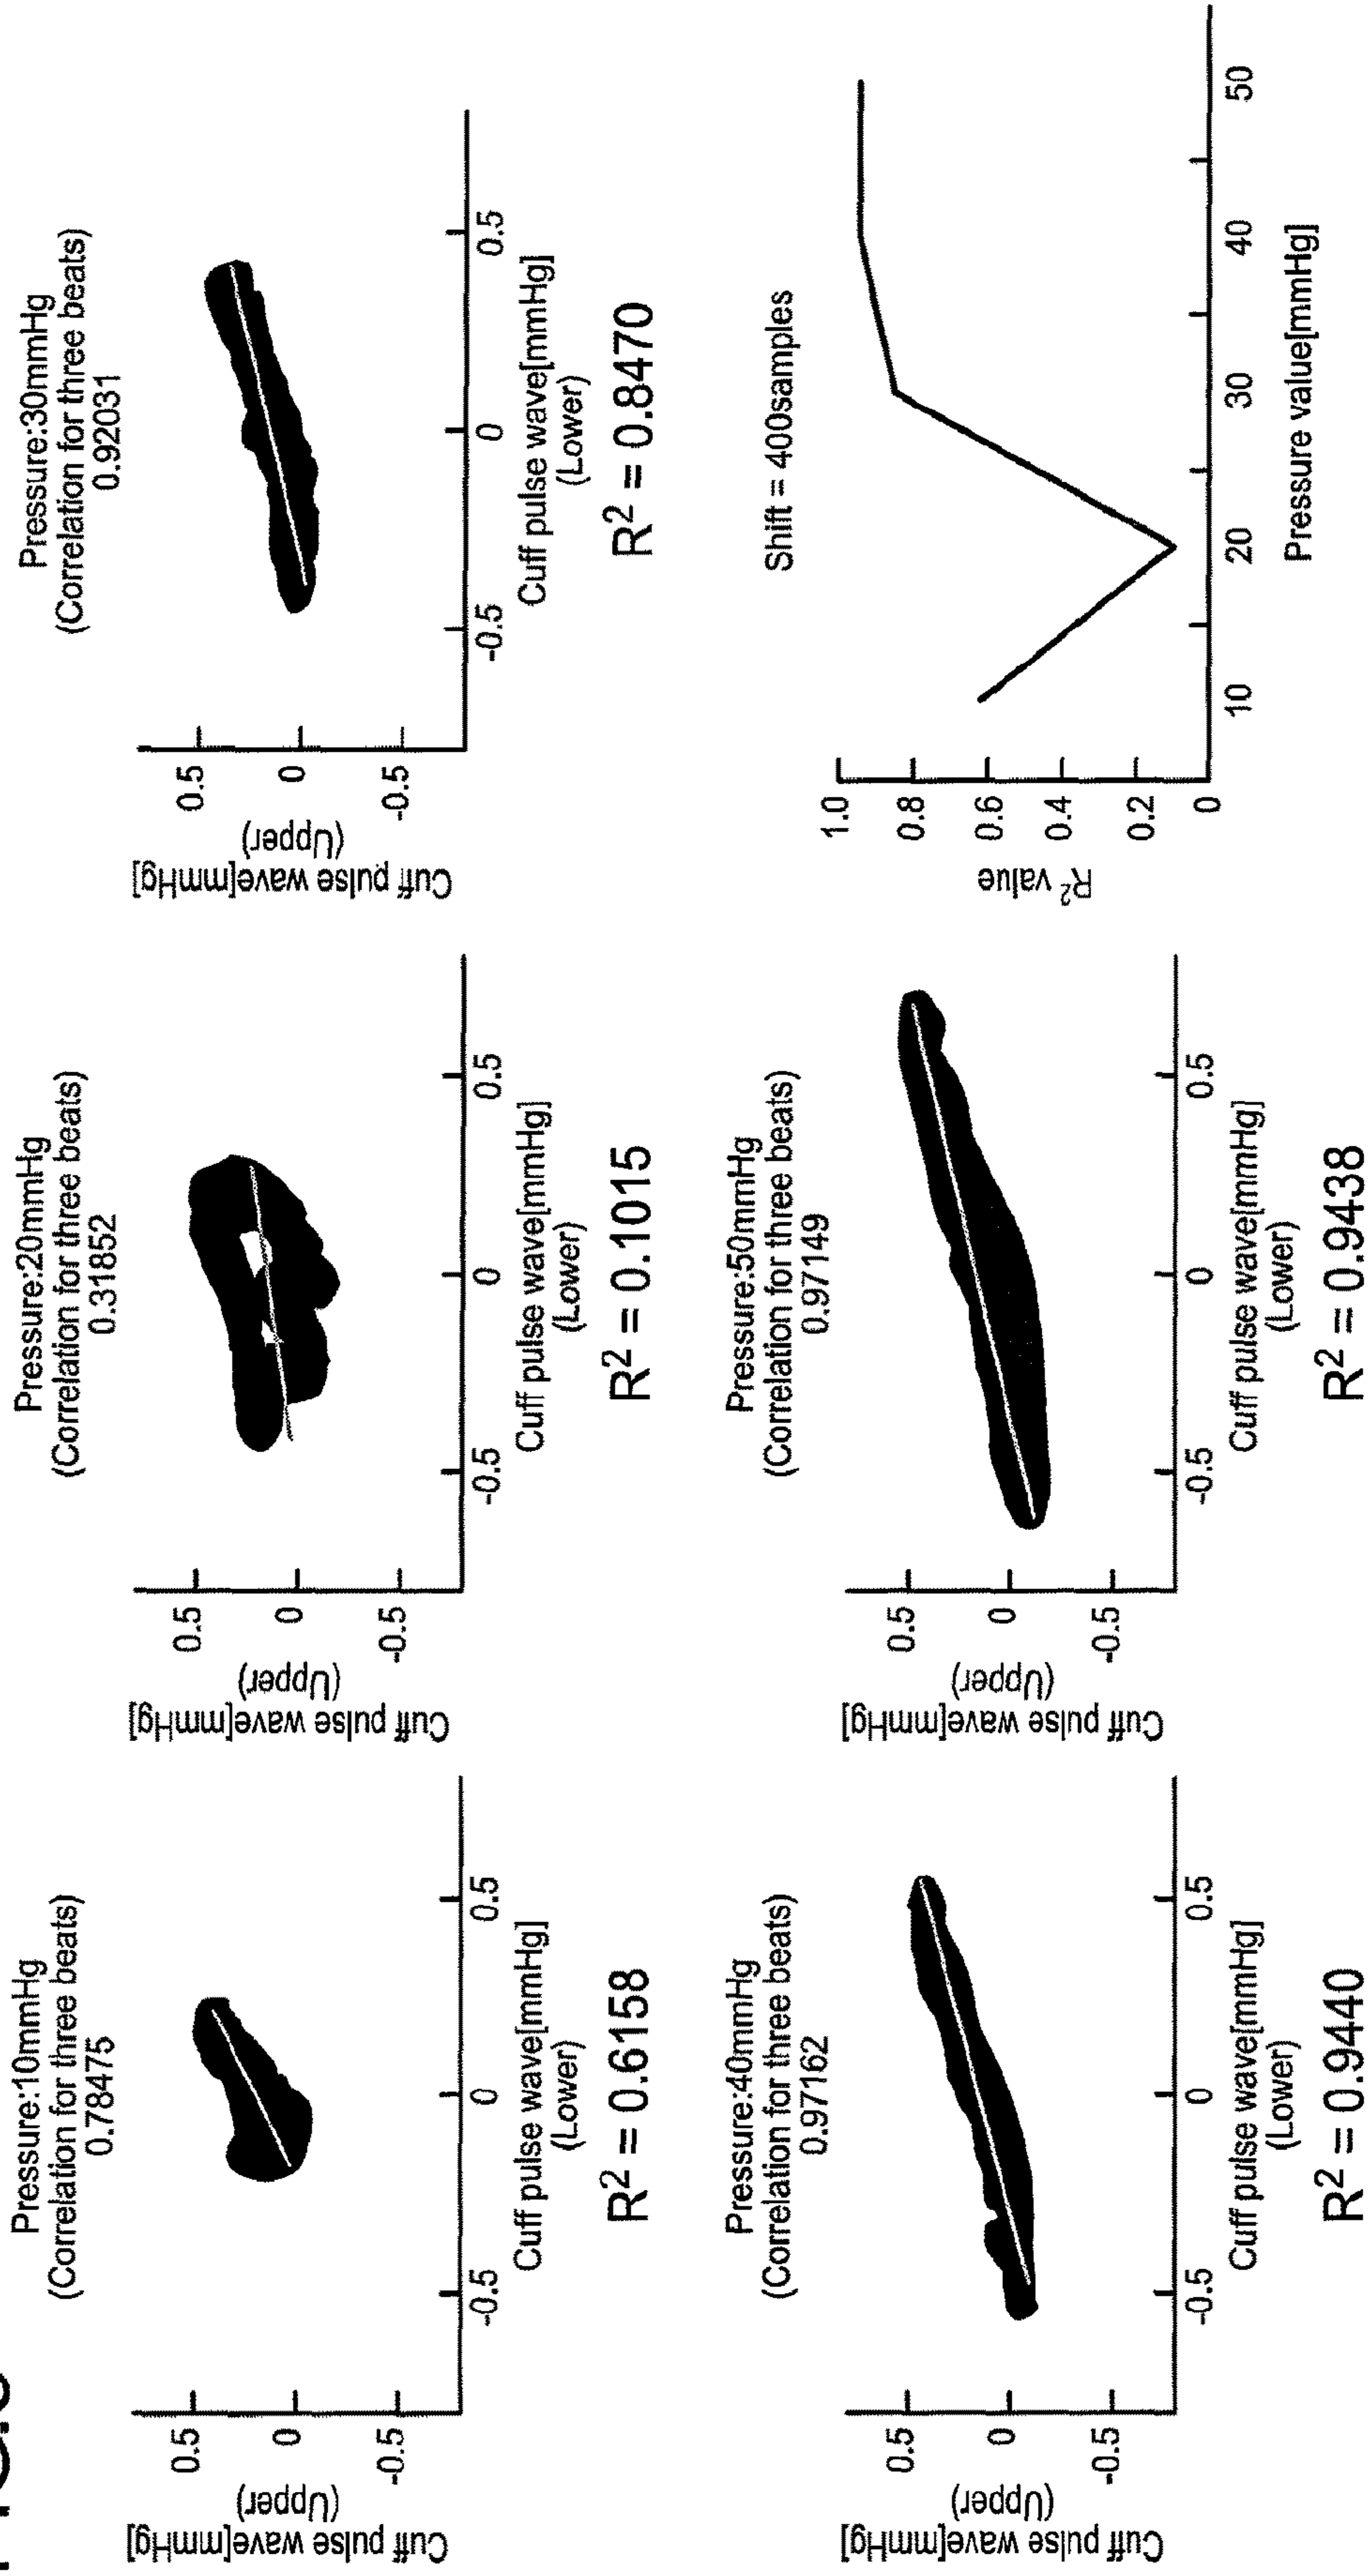 Pressure:10mmHg
(Correlation for three beats)
0.78475
Cuff pulse wave[mmHg]
(Upper)
0.5
0
-0.5
-0.5
0
0.5
Cuff pulse wave[mmHg]
(Lower)
R² = 0.6158
Pressure:20mmHg
(Correlation for three beats)
0.31852
Cuff pulse wave[mmHg]
(Upper)
0.5
0
-0.5
-0.5
0
0.5
Cuff pulse wave[mmHg]
(Lower)
R² = 0.1015
Pressure:30mmHg
(Correlation for three beats)
0.92031
Cuff pulse wave[mmHg]
(Upper)
0.5
0
-0.5
-0.5
0
0.5
Cuff pulse wave[mmHg]
(Lower)
R² = 0.8470
Pressure:40mmHg
(Correlation for three beats)
0.97162
Cuff pulse wave[mmHg]
(Upper)
0.5
0
-0.5
-0.5
0
0.5
Cuff pulse wave[mmHg]
(Lower)
R² = 0.9440
Pressure:50mmHg
(Correlation for three beats)
0.97149
Cuff pulse wave[mmHg]
(Upper)
0.5
0
-0.5
-0.5
0
0.5
Cuff pulse wave[mmHg]
(Lower)
R² = 0.9438
Shift = 400samples
R² value
1.0
0.8
0.6
0.4
0.2
0
10
20
30
40
50
Pressure value[mmHg]